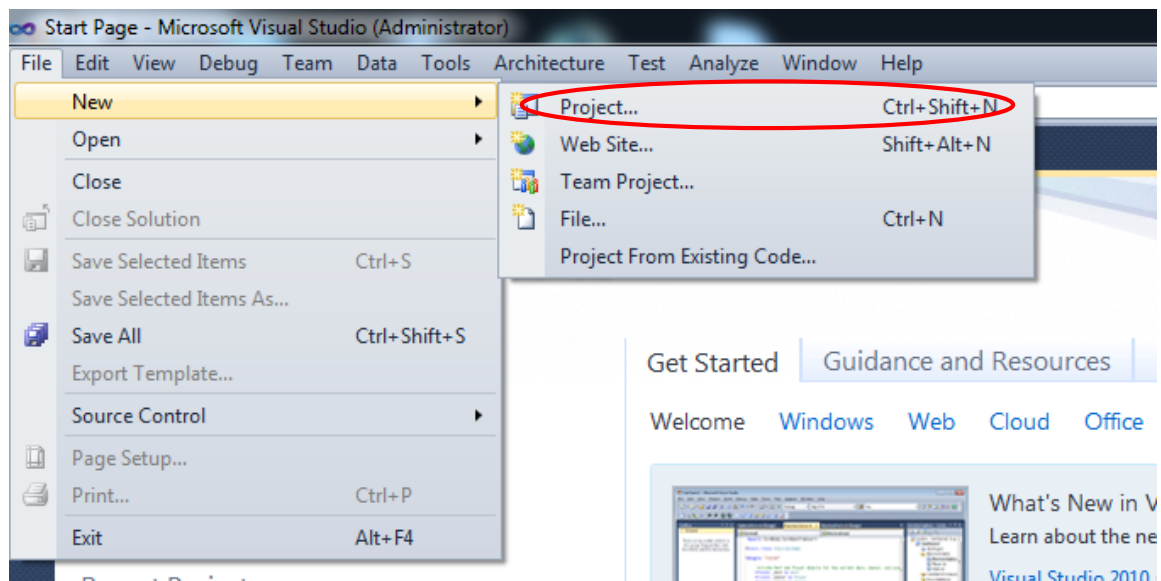 Start Page - Microsoft Visual Studio (Administrator)
File Edit View Debug Team Data Tools Architecture Test Analyze Window Help
New
Open
Close
Close Solution
Save Selected Items Ctrl+S
Save Selected Items As...
Save All Ctrl+Shift+S
Export Template...
Source Control
Page Setup...
Print... Ctrl+P
Exit Alt+F4
Project... Ctrl+Shift+N
Web Site... Shift+Alt+N
Team Project...
File... Ctrl+N
Project From Existing Code...
Get Started Guidance and Resources
Welcome Windows Web Cloud Office
What's New in V
Learn about the ne
Visual Studio 2010